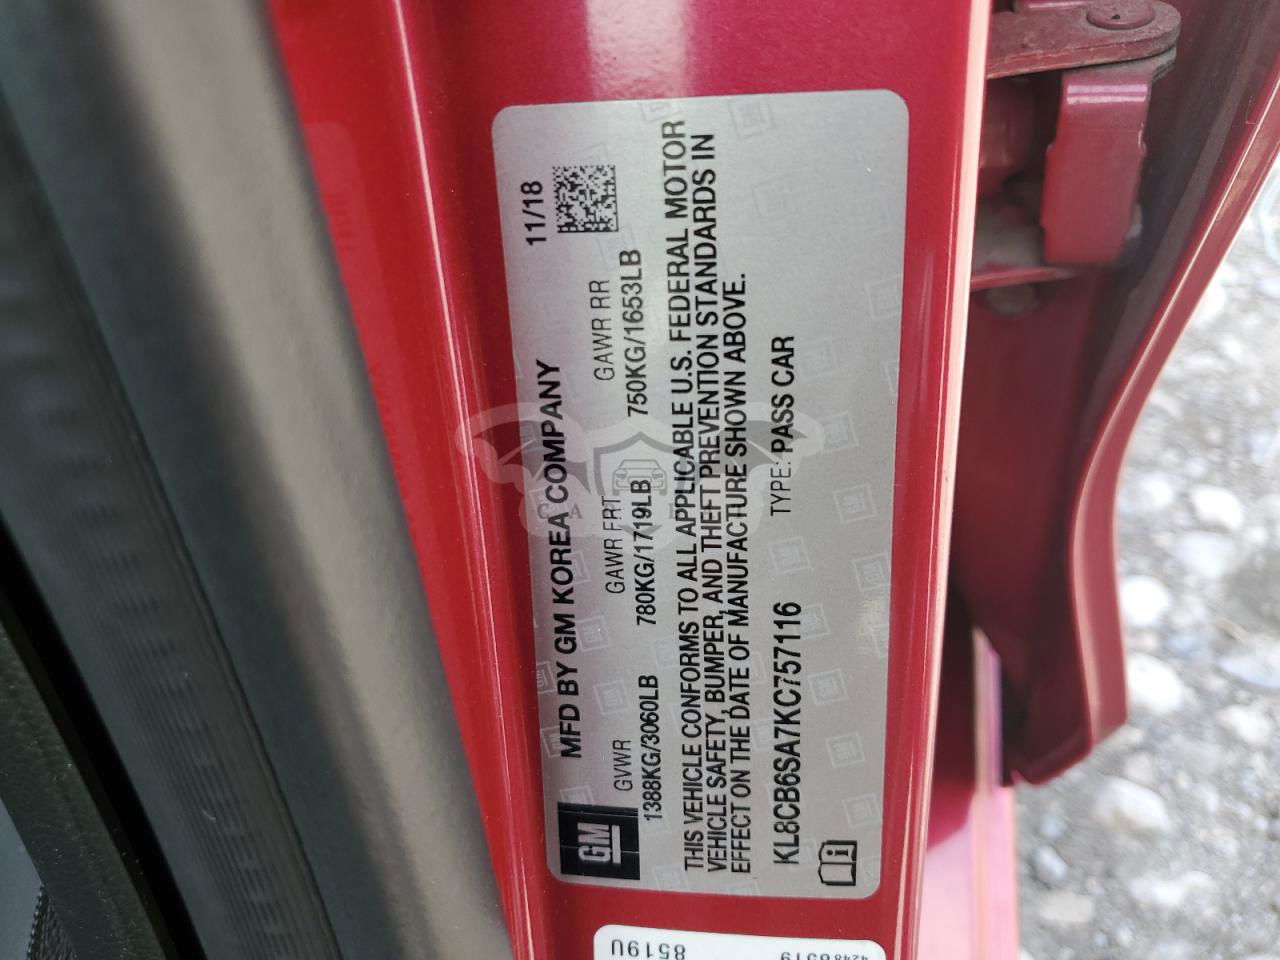 MFD BY GM KOREA COMPANY 11/18
GM
GVWR GAWR FRT GAWR RR
1388KG/3060LB 780KG/1719LB 750KG/1653LB
THIS VEHICLE CONFORMS TO ALL APPLICABLE U.S. FEDERAL MOTOR
VEHICLE SAFETY, BUMPER, AND THEFT PREVENTION STANDARDS IN
EFFECT ON THE DATE OF MANUFACTURE SHOWN ABOVE.
KL8CB6SA7KC757116 TYPE: PASS CAR
8519U